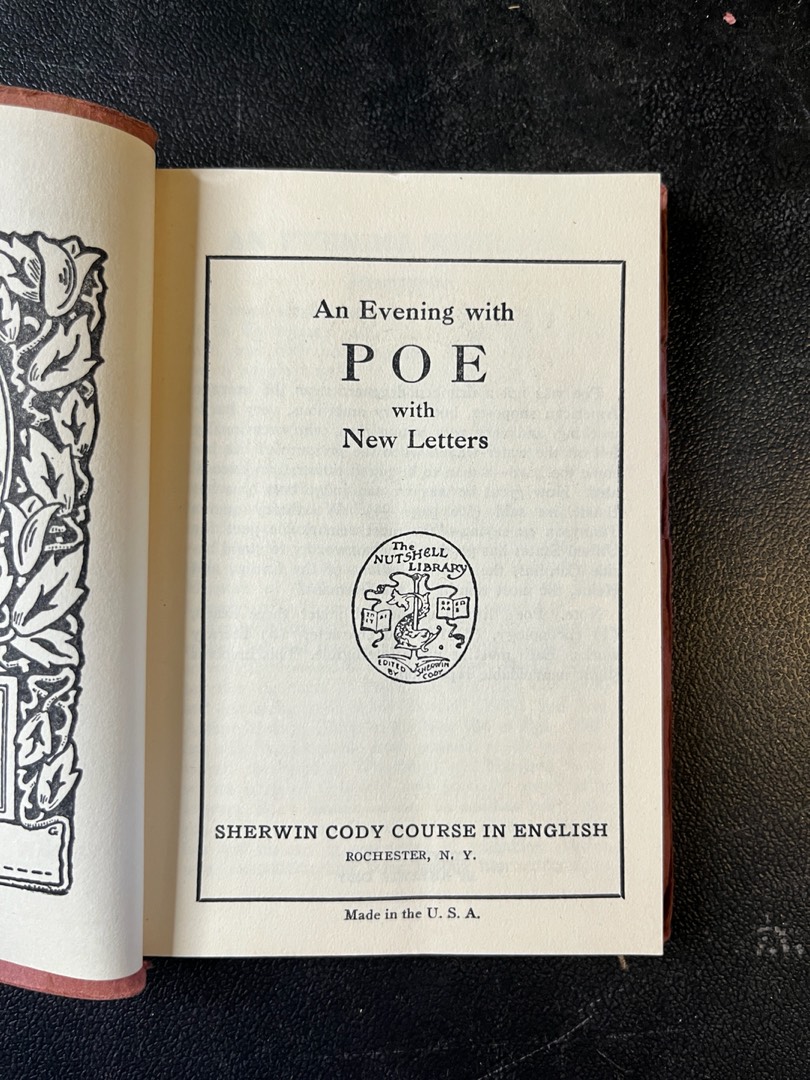 An Evening with
POE
with
New Letters
The
NUTSHELL
LIBRARY
EDITED
BY
SHERWIN
CODY
SHERWIN CODY COURSE IN ENGLISH
ROCHESTER, N. Y.
Made in the U. S. A.